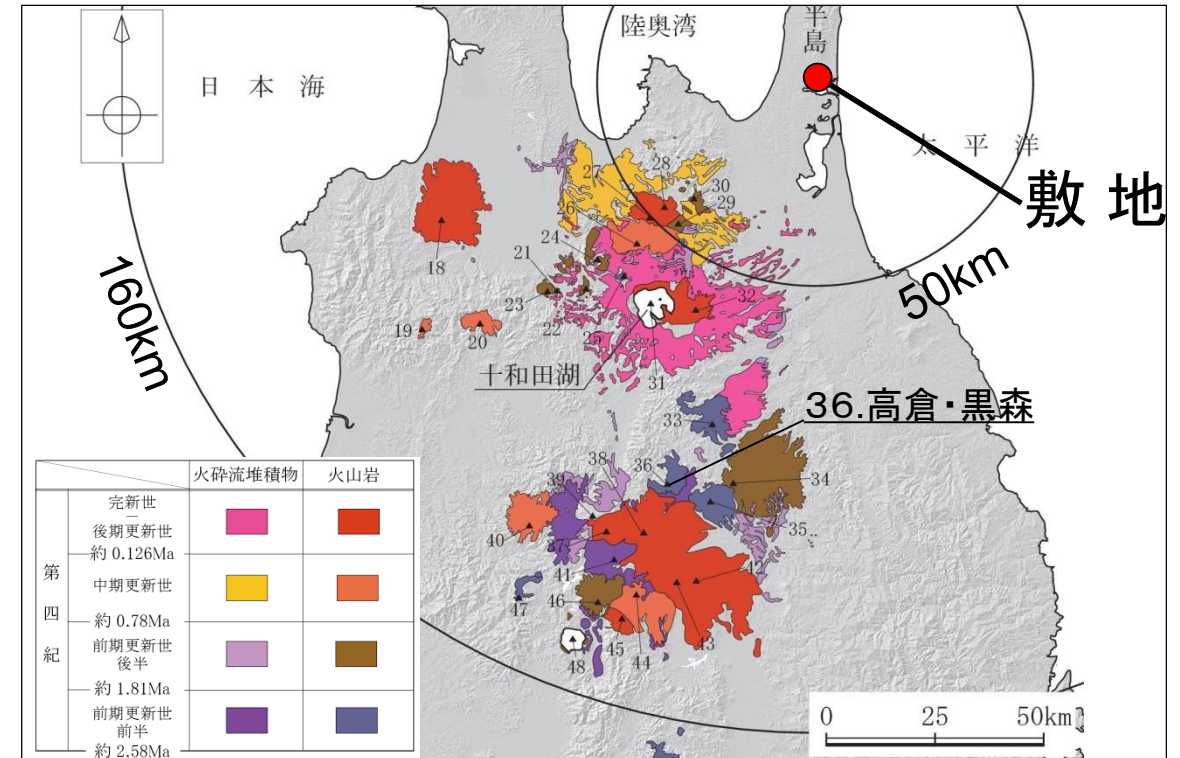 陸奥湾
半
島
日本海
太平洋
敷地
160km
50km
27
28
30
29
26
24
21
18
23
22
25
32
19
20
十和田湖
31
36.高倉・黒森
33
38
36
34
39
35
40
37
41
42
46
47
45
44
43
48
火砕流堆積物
火山岩
第四紀
完新世
―
後期更新世
約 0.126Ma
中期更新世
約 0.78Ma
前期更新世
後半
約 1.81Ma
前期更新世
前半
約 2.58Ma
0 25 50km